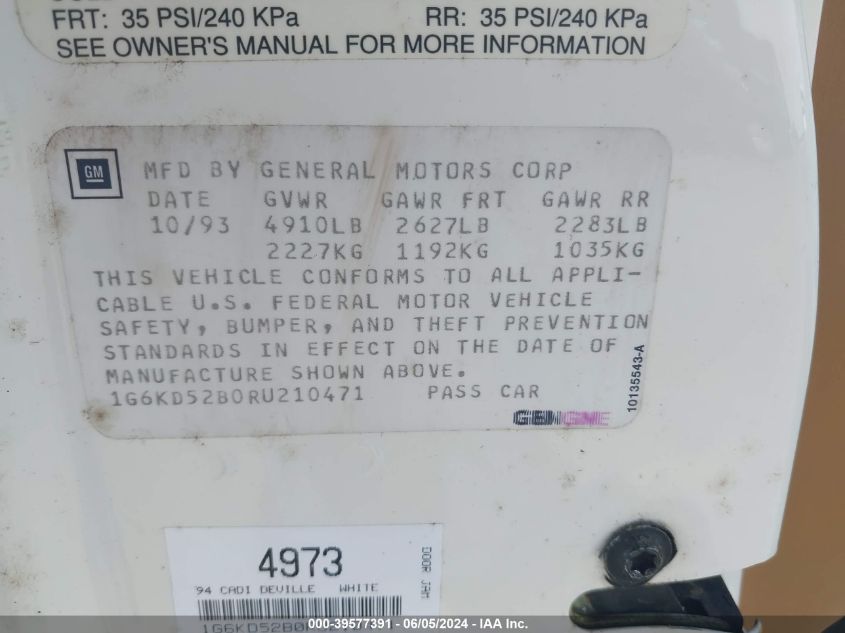 FRT: 35 PSI/240 KPa RR: 35 PSI/240 KPa
SEE OWNER'S MANUAL FOR MORE INFORMATION
GM
MFD BY GENERAL MOTORS CORP
DATE GVWR GAWR FRT GAWR RR
10/93 4910LB 2627LB 2283LB
2227KG 1192KG 1035KG
THIS VEHICLE CONFORMS TO ALL APPLI-
CABLE U.S. FEDERAL MOTOR VEHICLE
SAFETY, BUMPER, AND THEFT PREVENTION
STANDARDS IN EFFECT ON THE DATE OF
MANUFACTURE SHOWN ABOVE.
1G6KD52B0RU210471 PASS CAR
10135543-A
4973
DOOR JAM
94 CADI DEVILLE WHITE
000-39577391 - 06/05/2024 - IAAI.COM